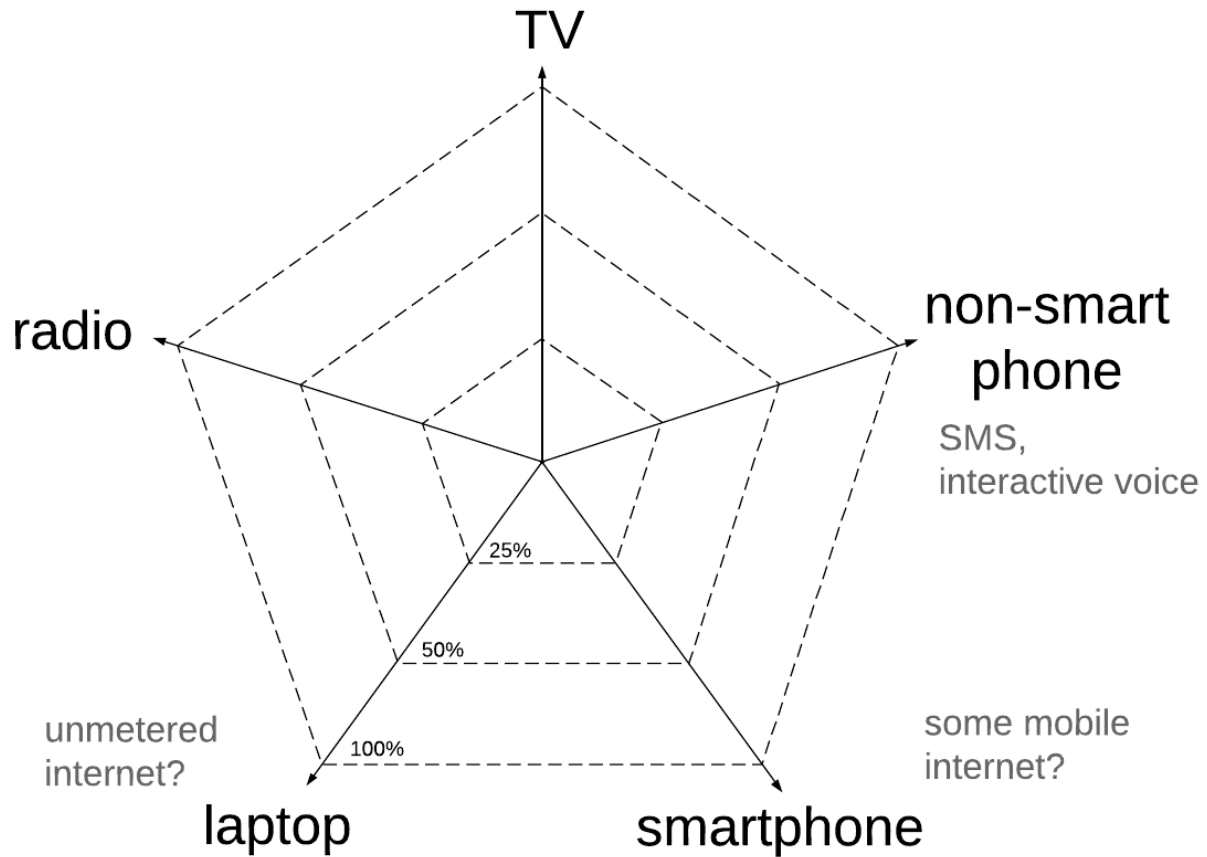 TV
radio
non-smart
phone
SMS,
interactive voice
25%
50%
100%
unmetered
internet?
some mobile
internet?
laptop
smartphone